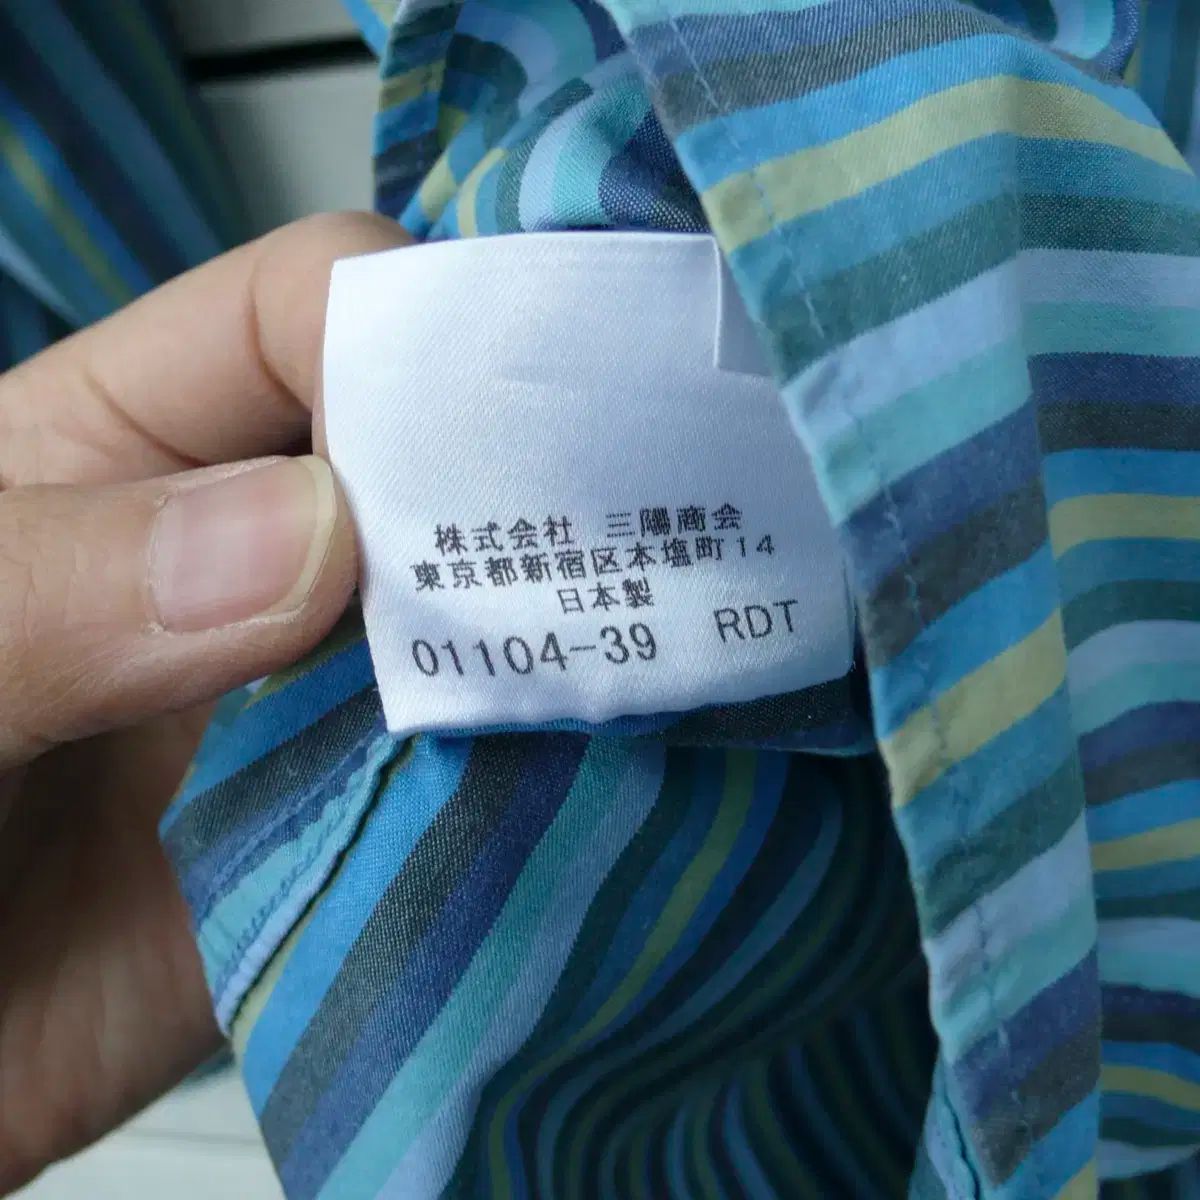 株式会社 三陽商会
東京都新宿区本塩町14
日本製
01104-39 RDT